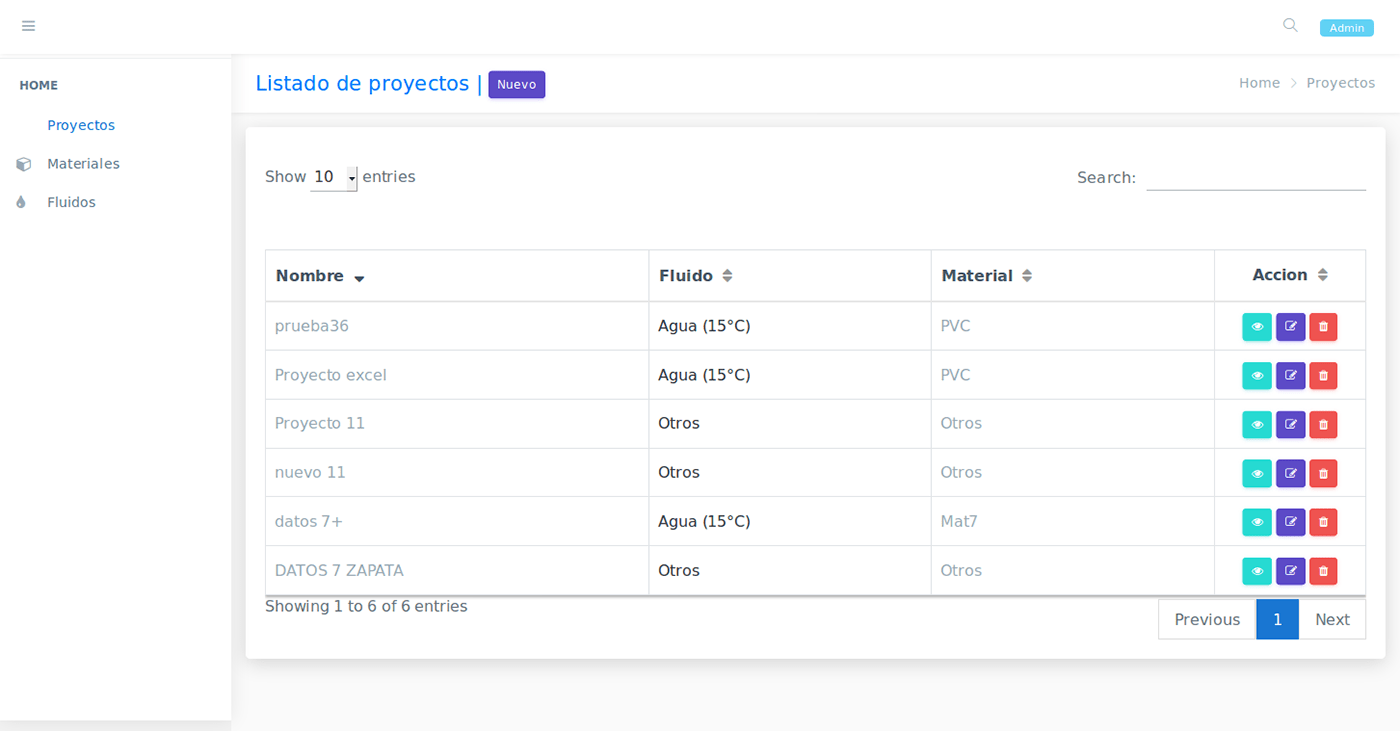 Admin
HOME
Proyectos
Materiales
Fluidos
Listado de proyectos | Nuevo
Home Proyectos
Show 10 entries
Search:
Nombre Fluido Material Accion
prueba36 Agua (15°C) PVC
Proyecto excel Agua (15°C) PVC
Proyecto 11 Otros Otros
nuevo 11 Otros Otros
datos 7+ Agua (15°C) Mat7
DATOS 7 ZAPATA Otros Otros
Showing 1 to 6 of 6 entries
Previous 1 Next